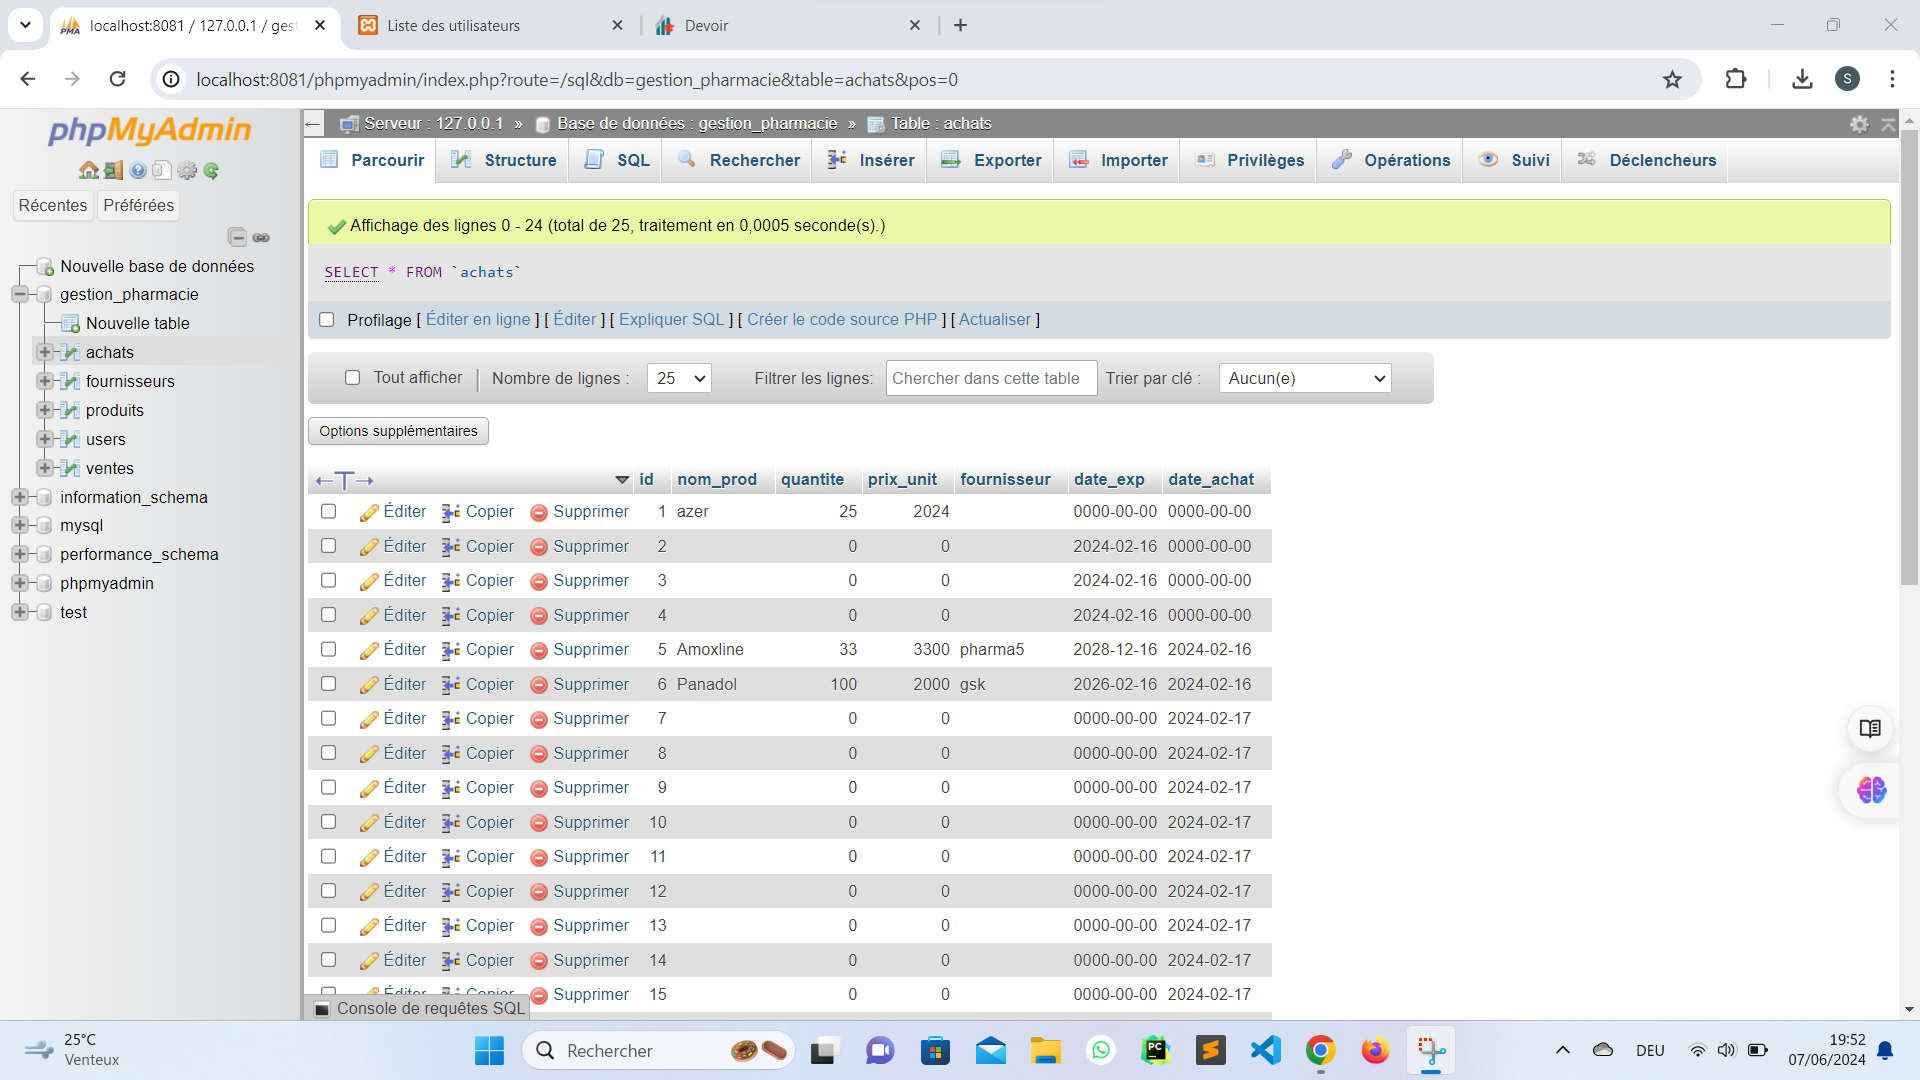 localhost:8081 / 127.0.0.1 / gest
Liste des utilisateurs
Devoir
localhost:8081/phpmyadmin/index.php?route=/sql&db=gestion_pharmacie&table=achats&pos=0
S
phpMyAdmin
Récentes
Préférées
Nouvelle base de données
gestion_pharmacie
Nouvelle table
achats
fournisseurs
produits
users
ventes
information_schema
mysql
performance_schema
phpmyadmin
test
Serveur : 127.0.0.1 » Base de données : gestion_pharmacie » Table : achats
Parcourir Structure SQL Rechercher Insérer Exporter Importer Privilèges Opérations Suivi Déclencheurs
Affichage des lignes 0 - 24 (total de 25, traitement en 0,0005 seconde(s).)
SELECT * FROM `achats`
Profilage [ Éditer en ligne ] [ Éditer ] [ Expliquer SQL ] [ Créer le code source PHP ] [ Actualiser ]
Tout afficher | Nombre de lignes : 25 Filtrer les lignes: Chercher dans cette table Trier par clé : Aucun(e)
Options supplémentaires
←T→ id nom_prod quantite prix_unit fournisseur date_exp date_achat
Éditer Copier Supprimer 1 azer 25 2024 0000-00-00 0000-00-00
Éditer Copier Supprimer 2 0 0 2024-02-16 0000-00-00
Éditer Copier Supprimer 3 0 0 2024-02-16 0000-00-00
Éditer Copier Supprimer 4 0 0 2024-02-16 0000-00-00
Éditer Copier Supprimer 5 Amoxline 33 3300 pharma5 2028-12-16 2024-02-16
Éditer Copier Supprimer 6 Panadol 100 2000 gsk 2026-02-16 2024-02-16
Éditer Copier Supprimer 7 0 0 0000-00-00 2024-02-17
Éditer Copier Supprimer 8 0 0 0000-00-00 2024-02-17
Éditer Copier Supprimer 9 0 0 0000-00-00 2024-02-17
Éditer Copier Supprimer 10 0 0 0000-00-00 2024-02-17
Éditer Copier Supprimer 11 0 0 0000-00-00 2024-02-17
Éditer Copier Supprimer 12 0 0 0000-00-00 2024-02-17
Éditer Copier Supprimer 13 0 0 0000-00-00 2024-02-17
Éditer Copier Supprimer 14 0 0 0000-00-00 2024-02-17
Éditer Copier Supprimer 15 0 0 0000-00-00 2024-02-17
Console de requêtes SQL
25°C
Venteux
Rechercher
DEU
19:52
07/06/2024